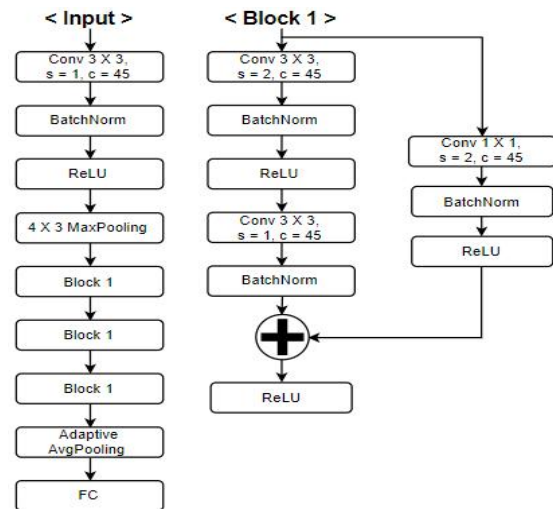 < Input >
Conv 3 X 3,
s = 1, c = 45
BatchNorm
ReLU
4 X 3 MaxPooling
Block 1
Block 1
Block 1
Adaptive
AvgPooling
FC
< Block 1 >
Conv 3 X 3,
s = 2, c = 45
BatchNorm
ReLU
Conv 3 X 3,
s = 1, c = 45
BatchNorm
ReLU
Conv 1 X 1,
s = 2, c = 45
BatchNorm
ReLU